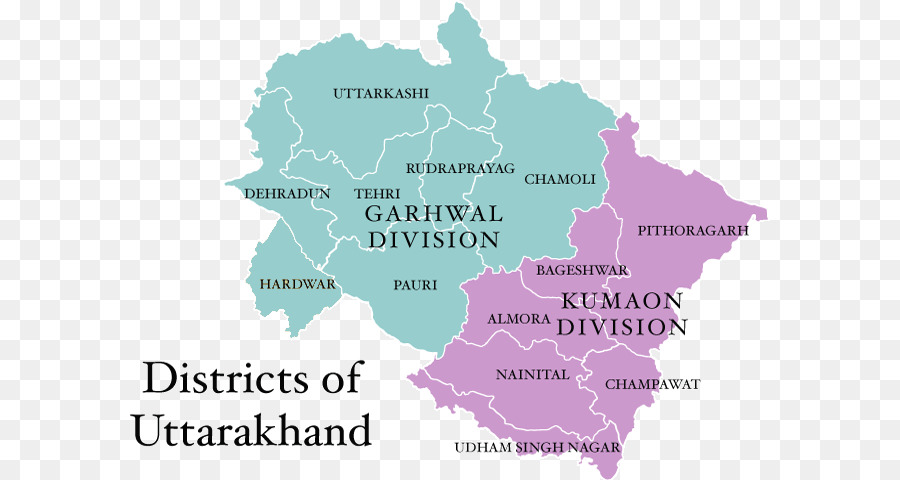 UTTARKASHI
RUDRAPRAYAG
CHAMOLI
DEHRADUN
TEHRI
GARHWAL
DIVISION
PITHORAGARH
BAGESHWAR
HARDWAR
PAURI
KUMAON
DIVISION
ALMORA
NAINITAL
CHAMPAWAT
UDHAM SINGH NAGAR
Districts of
Uttarakhand